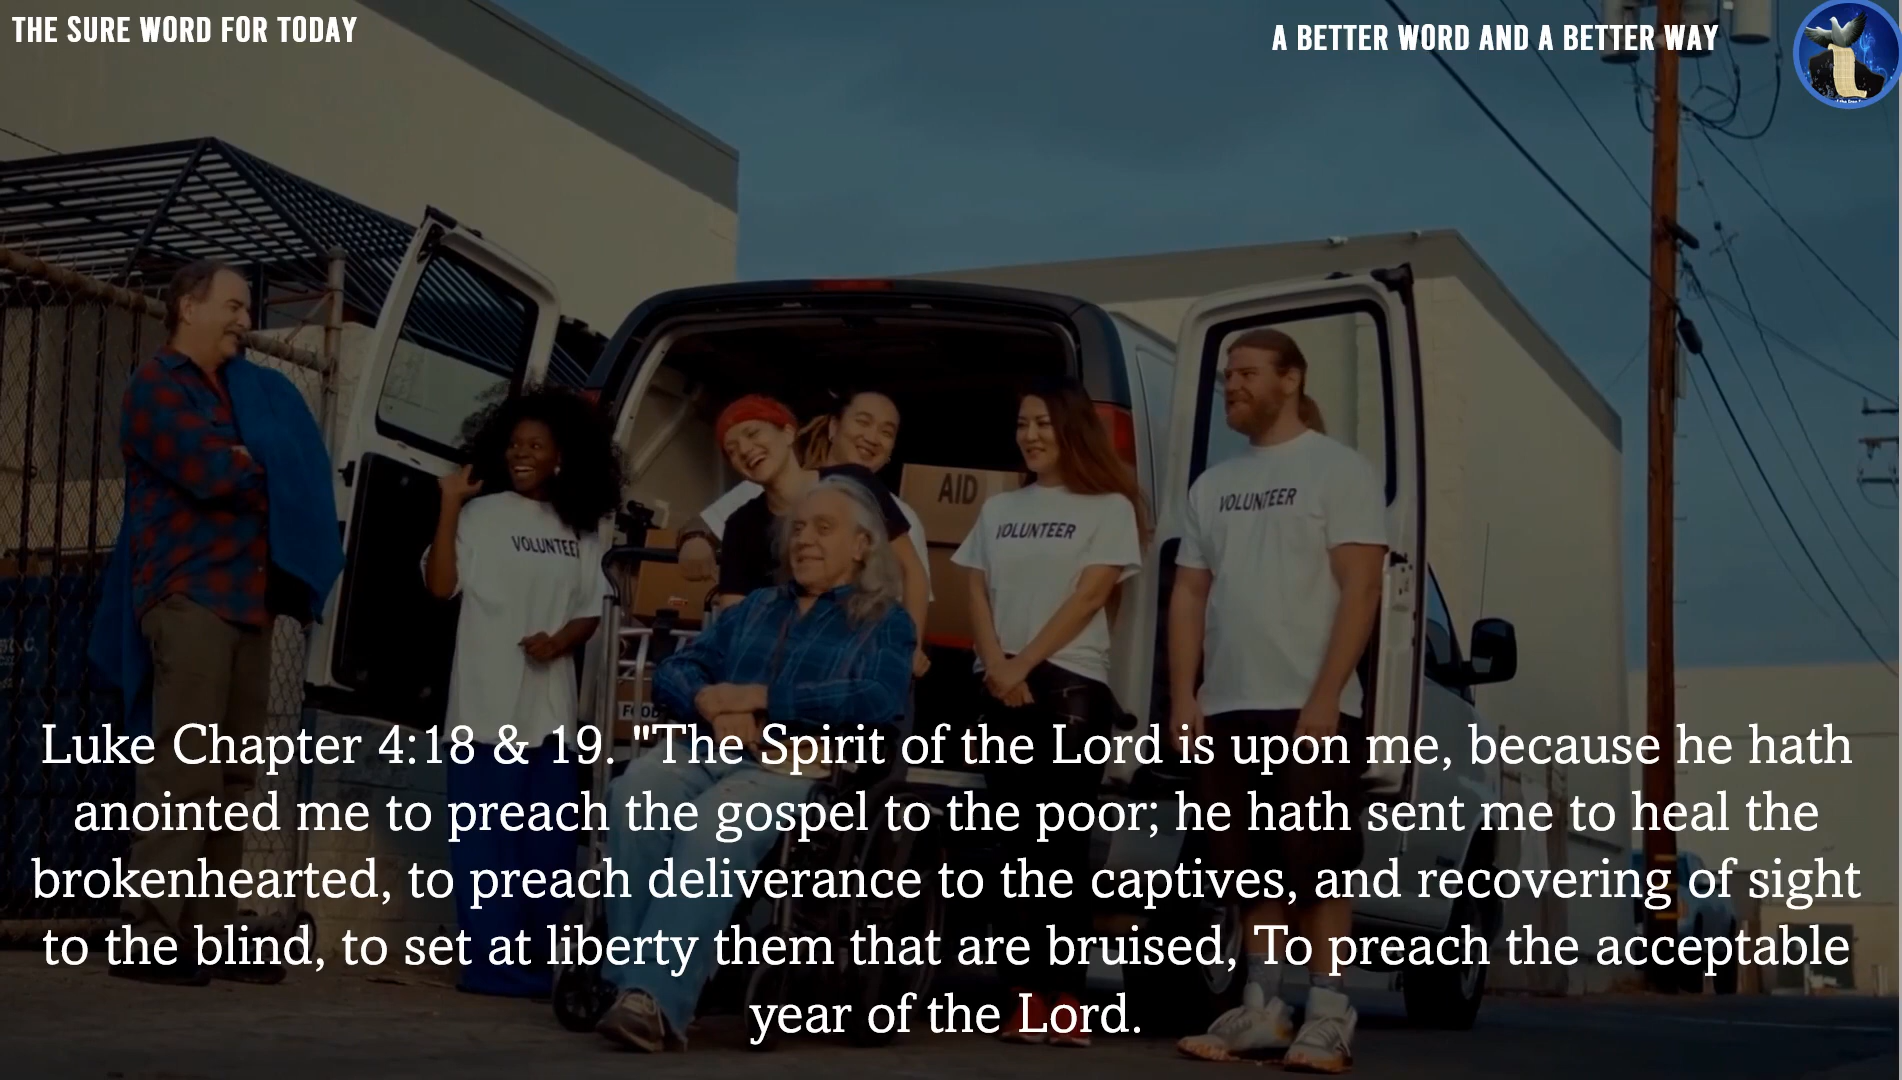 THE SURE WORD FOR TODAY
A BETTER WORD AND A BETTER WAY
AID
VOLUNTEER
VOLUNTEER
VOLUNTEER
FOOD
Luke Chapter 4:18 & 19. "The Spirit of the Lord is upon me, because he hath
anointed me to preach the gospel to the poor; he hath sent me to heal the
brokenhearted, to preach deliverance to the captives, and recovering of sight
to the blind, to set at liberty them that are bruised, To preach the acceptable
year of the Lord.